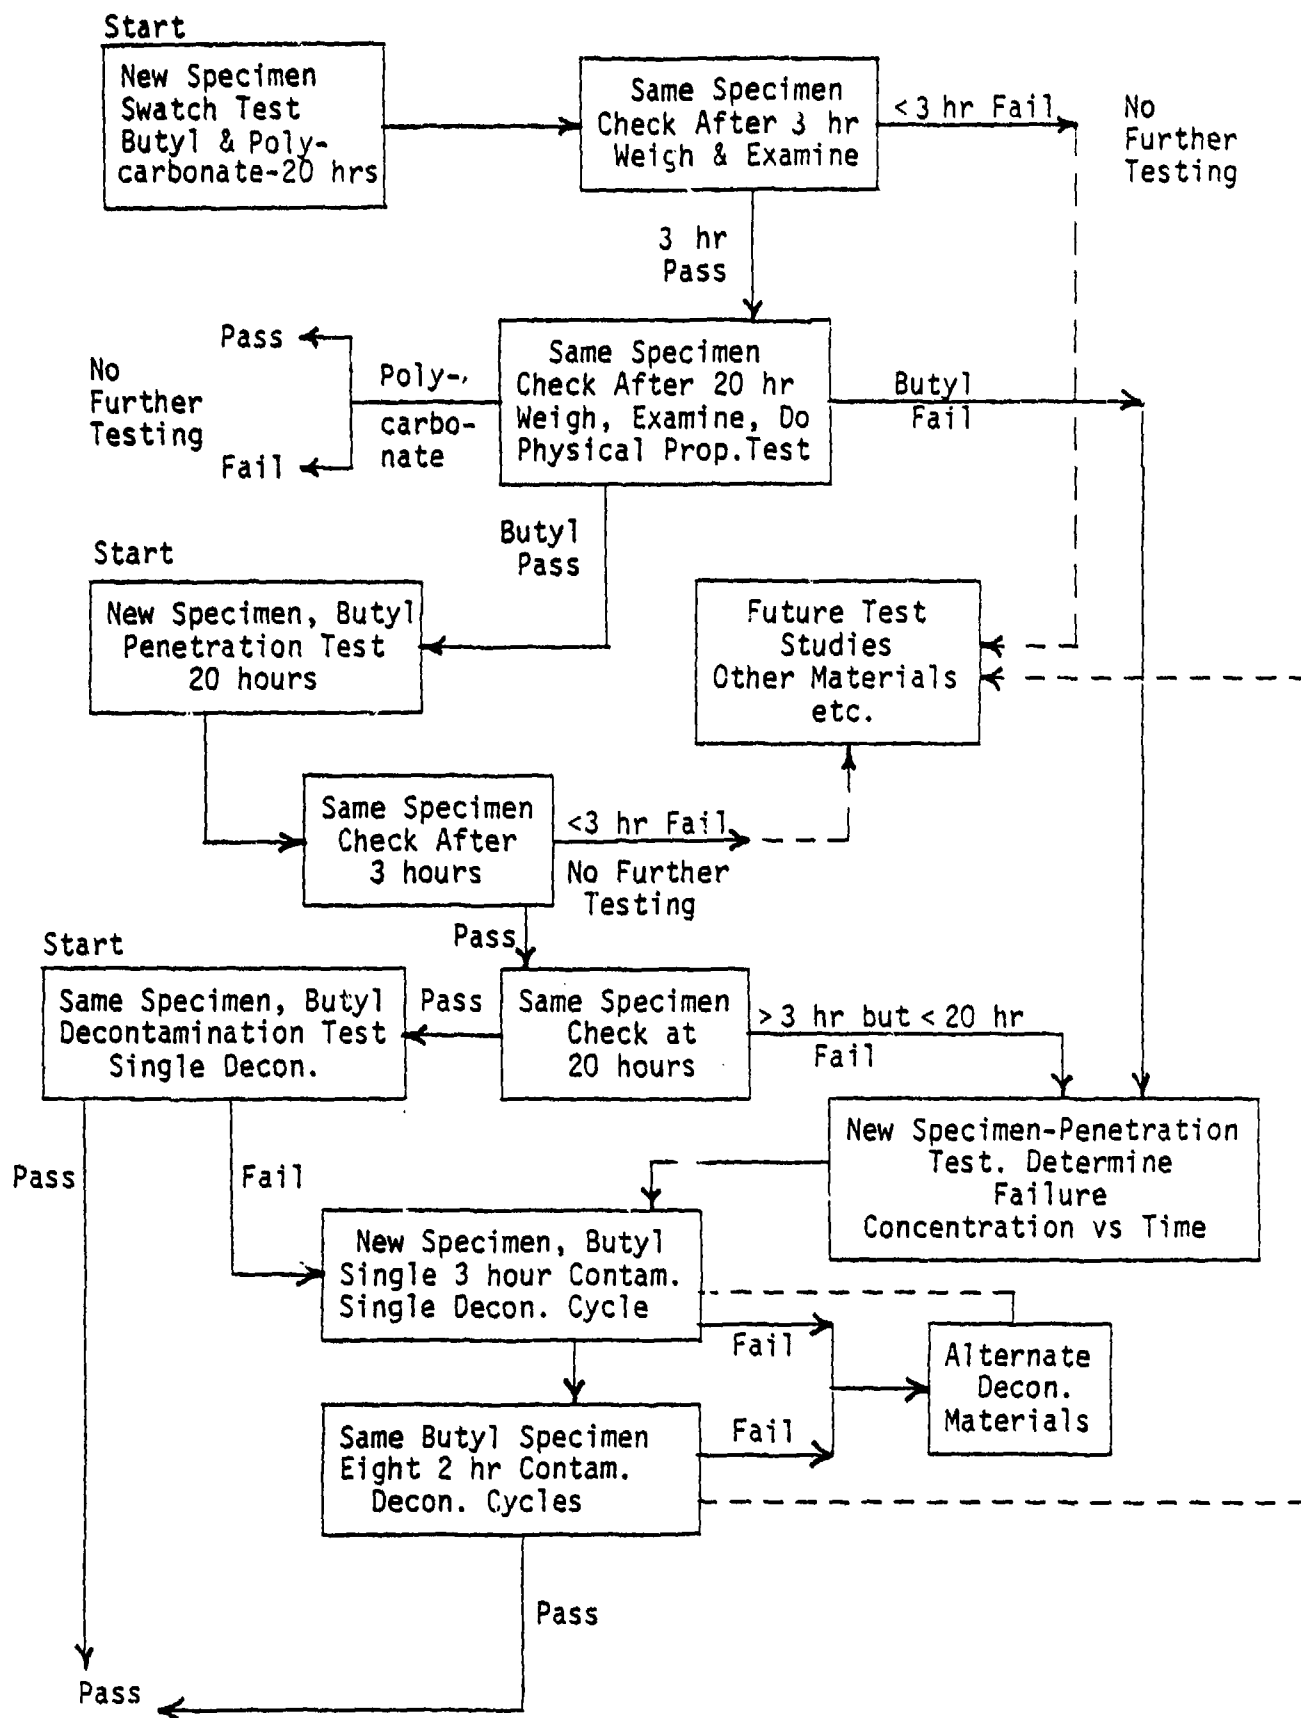 Start
New Specimen
Swatch Test
Butyl & Poly-
carbonate-20 hrs
Same Specimen
Check After 3 hr
Weigh & Examine
<3 hr Fail
No
Further
Testing
3 hr
Pass
Same Specimen
Check After 20 hr
Weigh, Examine, Do
Physical Prop.Test
Poly-
carbo-
nate
Pass
Fail
No
Further
Testing
Butyl
Fail
Butyl
Pass
Start
New Specimen, Butyl
Penetration Test
20 hours
Future Test
Studies
Other Materials
etc.
Same Specimen
Check After
3 hours
<3 hr Fail
No Further
Testing
Pass
Start
Same Specimen, Butyl
Decontamination Test
Single Decon.
Pass
Same Specimen
Check at
20 hours
>3 hr but <20 hr
Fail
New Specimen-Penetration
Test. Determine
Failure
Concentration vs Time
Pass
Fail
New Specimen, Butyl
Single 3 hour Contam.
Single Decon. Cycle
Fail
Alternate
Decon.
Materials
Same Butyl Specimen
Eight 2 hr Contam.
Decon. Cycles
Fail
Pass
Pass